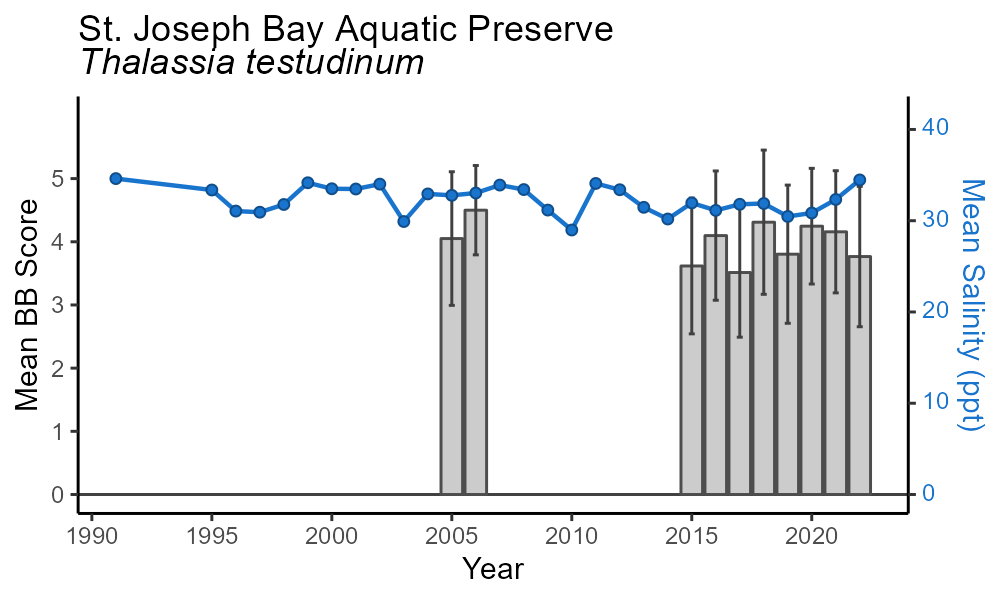 St. Joseph Bay Aquatic Preserve
Thalassia testudinum
Mean BB Score
5
4
3
2
1
0
40
30
20
10
0
Mean Salinity (ppt)
1990 1995 2000 2005 2010 2015 2020
Year